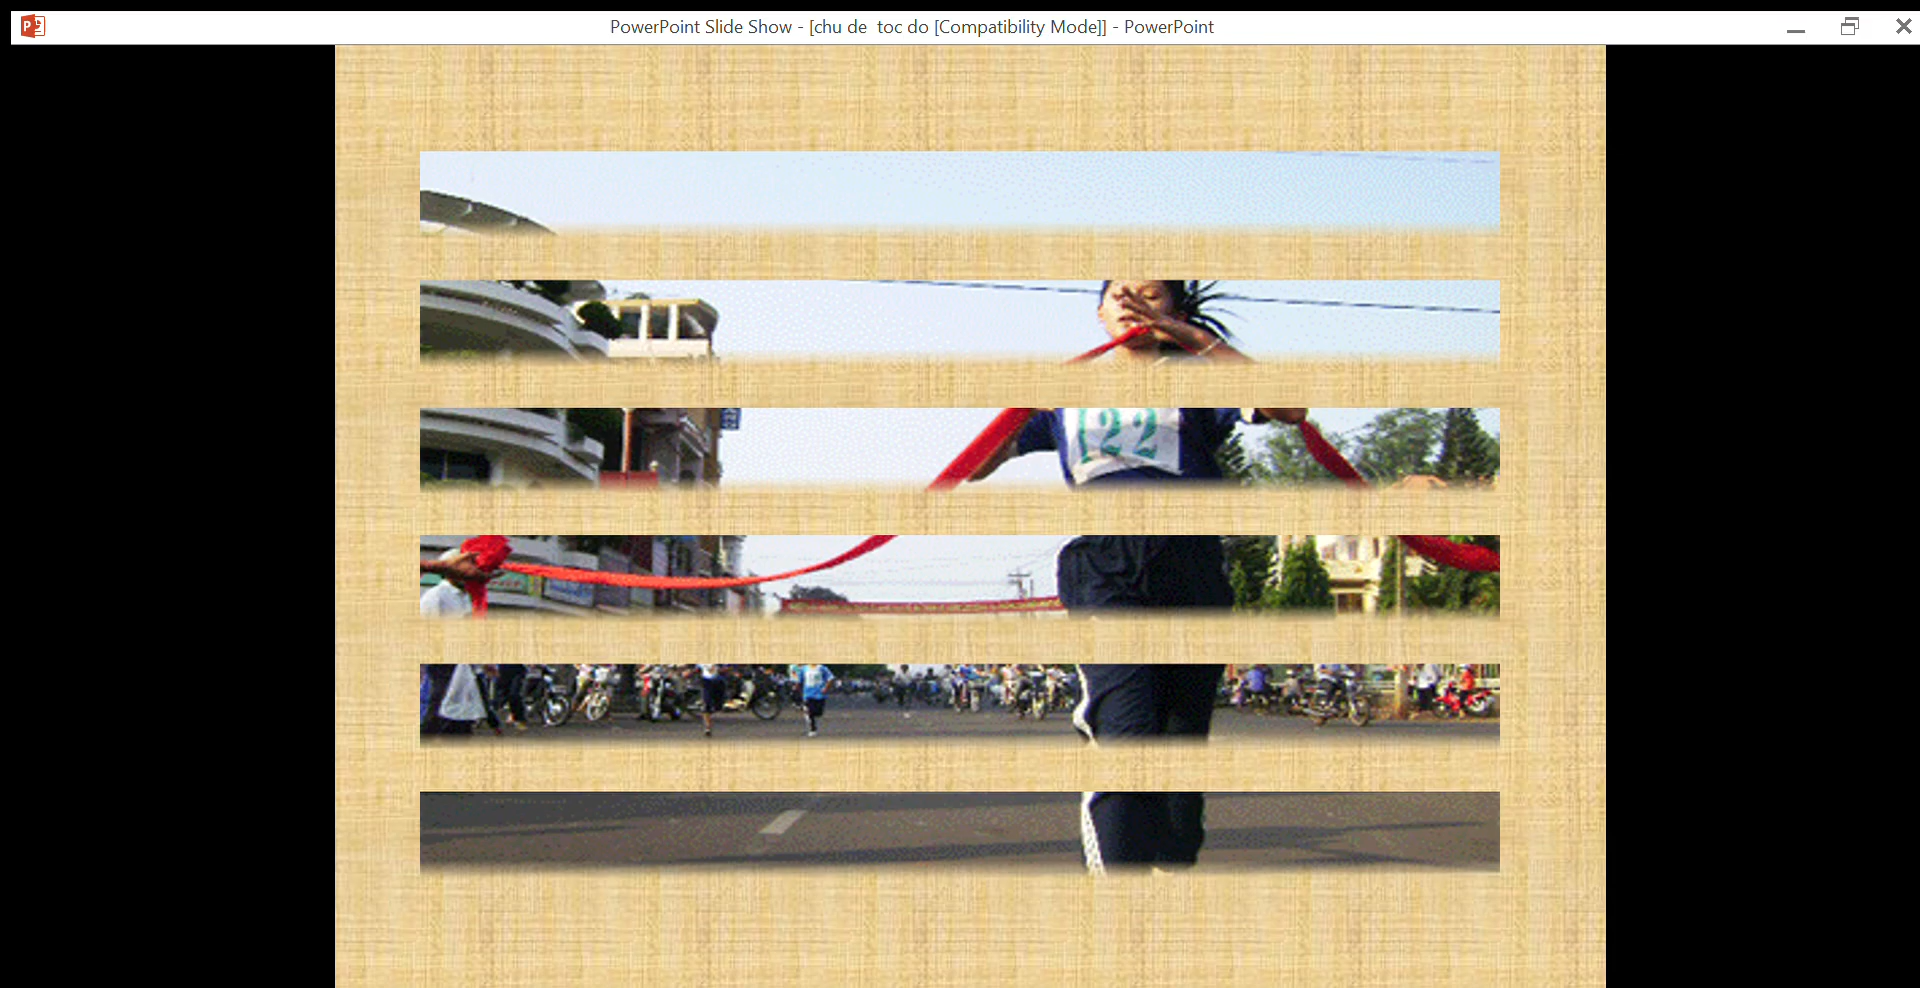 PowerPoint Slide Show - [chu de  toc do [Compatibility Mode]] - PowerPoint
122